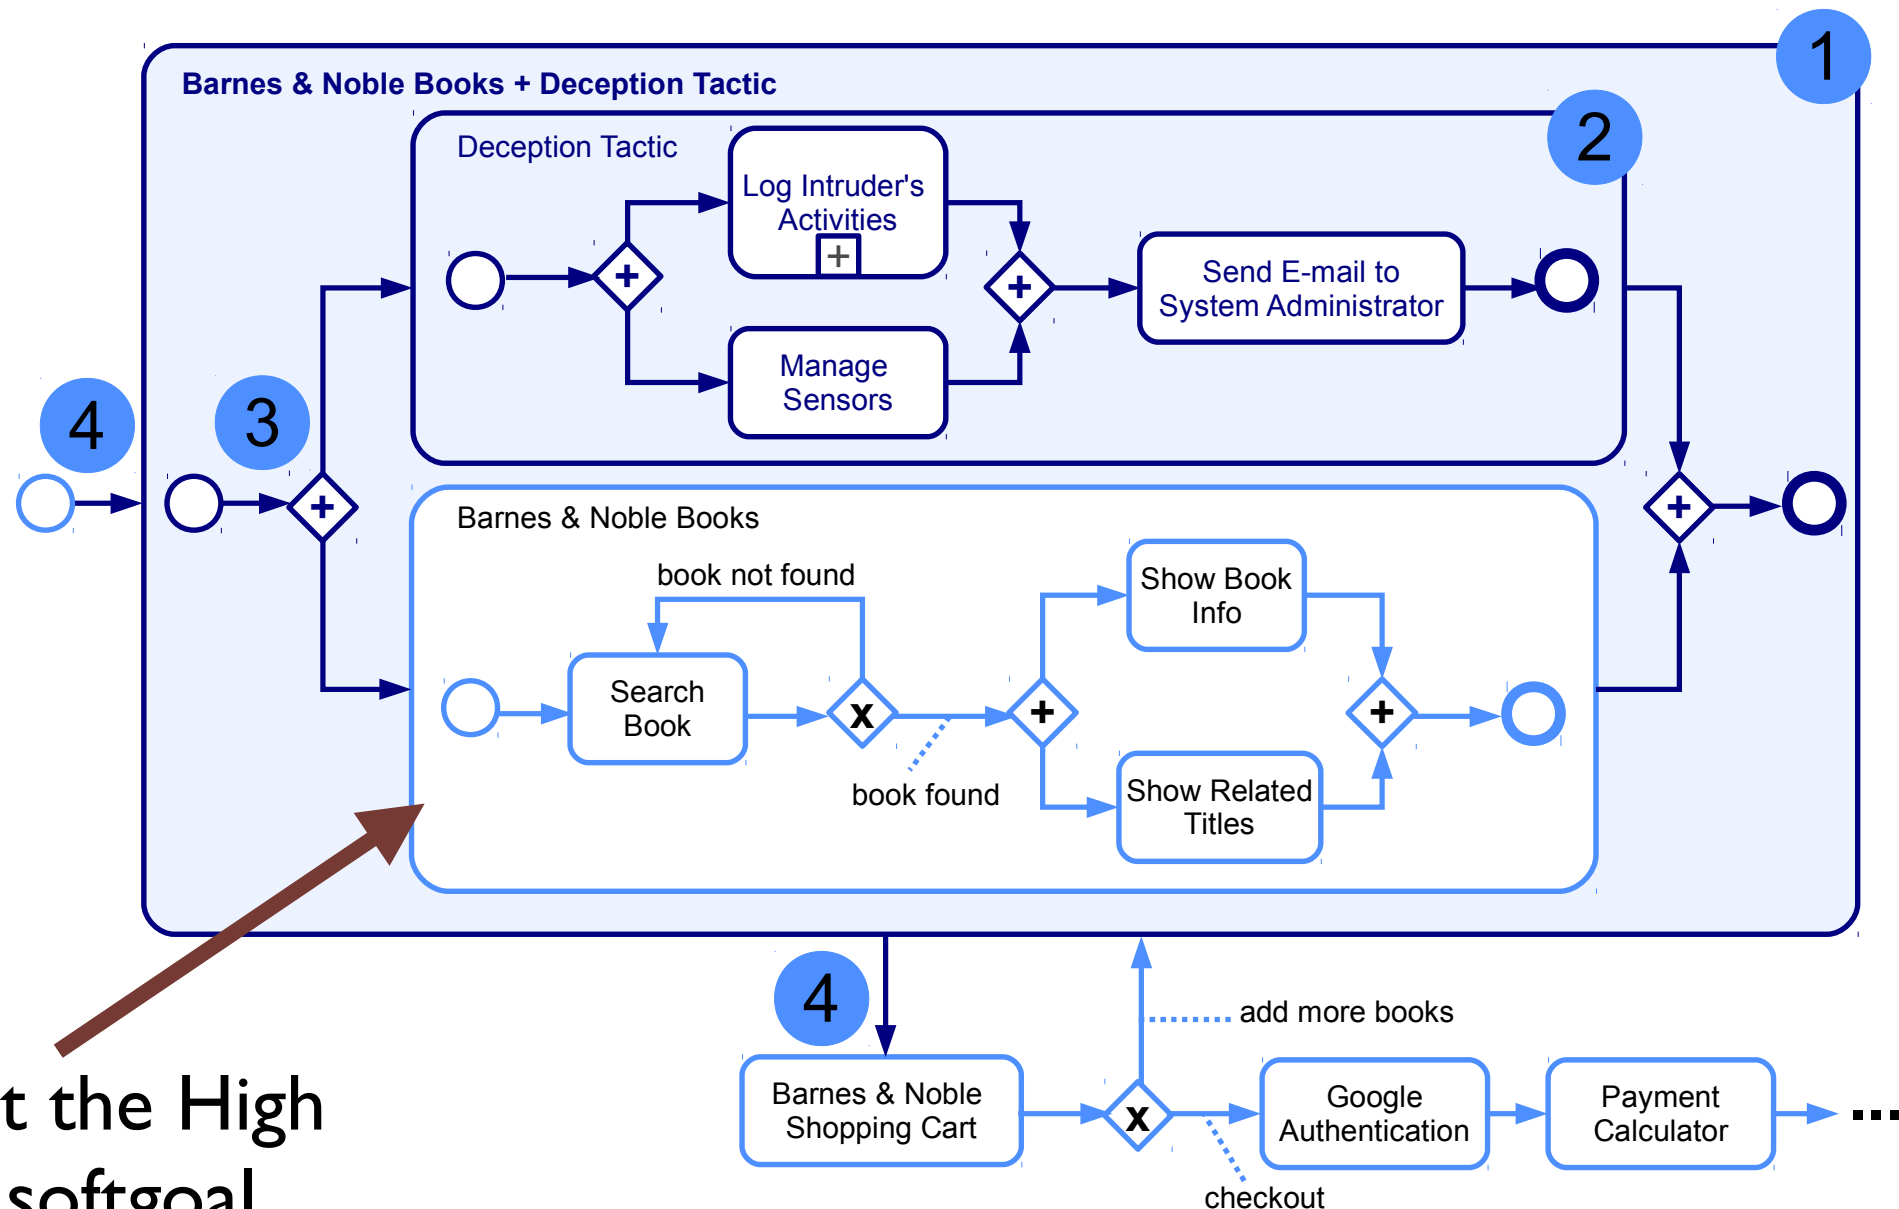 1
Barnes & Noble Books + Deception Tactic
2
Deception Tactic
Log Intruder's
Activities
+
+
+
Send E-mail to
System Administrator
Manage
Sensors
4
3
+
+
Barnes & Noble Books
book not found
Show Book
Info
Search
Book
x
+
+
book found
Show Related
Titles
4
add more books
Barnes & Noble
Shopping Cart
x
Google
Authentication
Payment
Calculator
...
checkout
t the High
softgoal